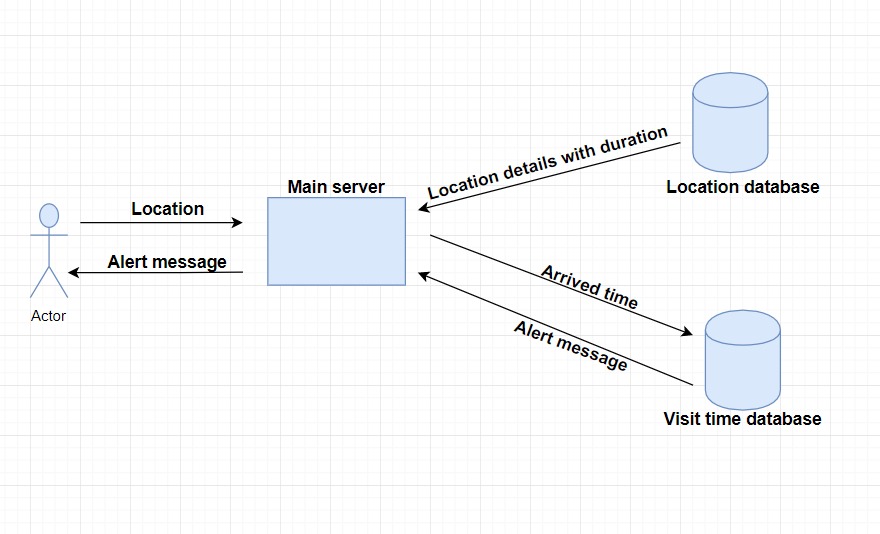 Location details with duration
Main server
Location database
Location
Alert message
Arrived time
Actor
Alert message
Visit time database